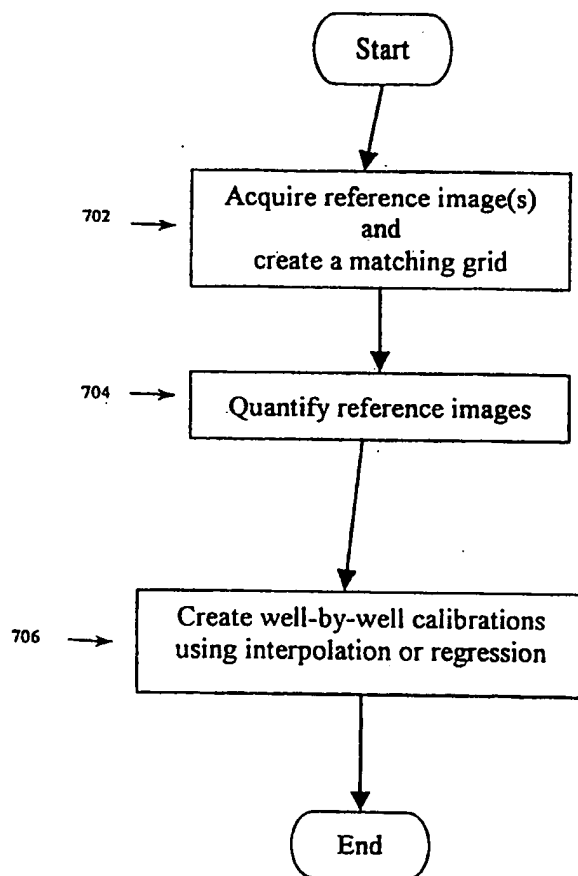 Start
702
Acquire reference image(s)
and
create a matching grid
704
Quantify reference images
706
Create well-by-well calibrations
using interpolation or regression
End